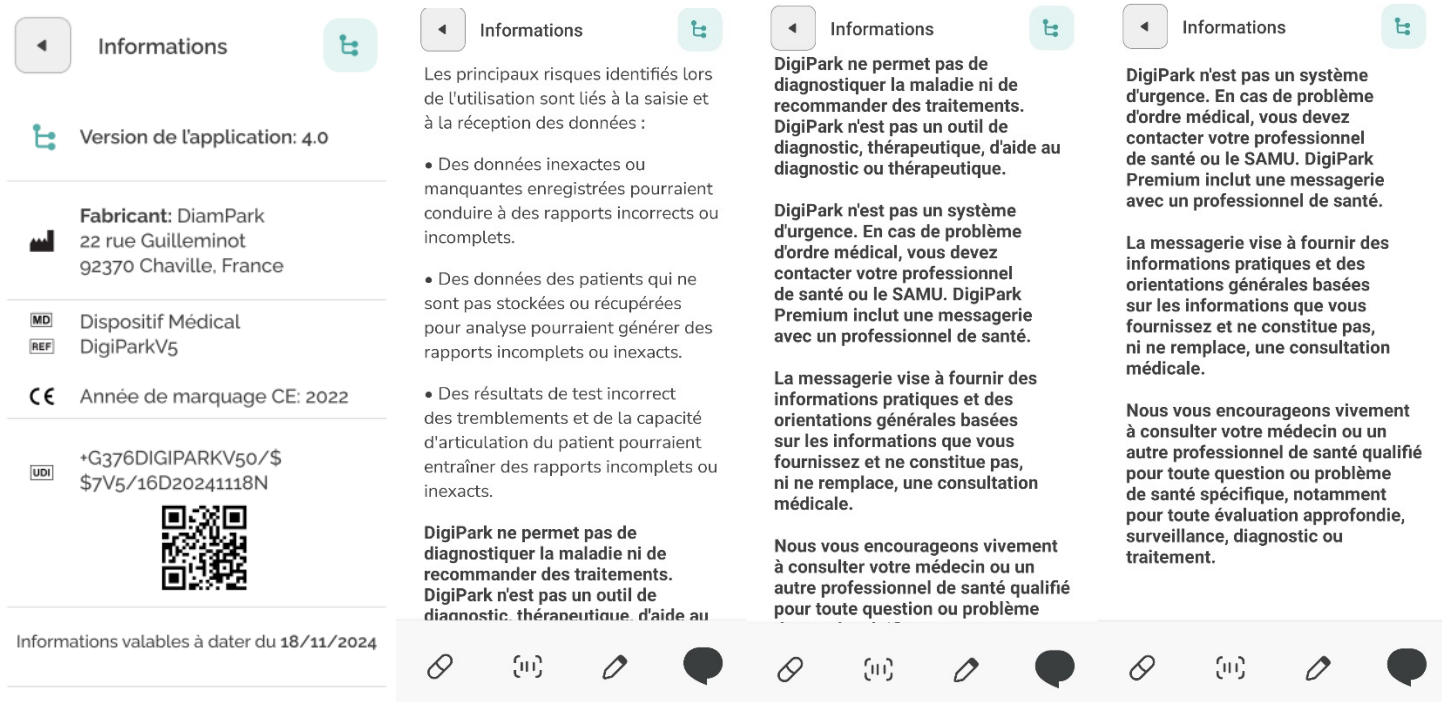 Informations
Version de l'application: 4.0
Fabricant: DiamPark
22 rue Guilleminot
92370 Chaville, France
MD Dispositif Médical
REF DigiParkV5
CE Année de marquage CE: 2022
UDI +G376DIGIPARKV50/$
$7V5/16D20241118N
Informations valables à dater du 18/11/2024
Informations
Les principaux risques identifiés lors
de l'utilisation sont liés à la saisie et
à la réception des données :
• Des données inexactes ou
manquantes enregistrées pourraient
conduire à des rapports incorrects ou
incomplets.
• Des données des patients qui ne
sont pas stockées ou récupérées
pour analyse pourraient générer des
rapports incomplets ou inexacts.
• Des résultats de test incorrect
des tremblements et de la capacité
d'articulation du patient pourraient
entraîner des rapports incomplets ou
inexacts.
DigiPark ne permet pas de
diagnostiquer la maladie ni de
recommander des traitements.
DigiPark n'est pas un outil de
diagnostic, thérapeutique, d'aide au
Informations
DigiPark ne permet pas de
diagnostiquer la maladie ni de
recommander des traitements.
DigiPark n'est pas un outil de
diagnostic, thérapeutique, d'aide au
diagnostic ou thérapeutique.
DigiPark n'est pas un système
d'urgence. En cas de problème
d'ordre médical, vous devez
contacter votre professionnel
de santé ou le SAMU. DigiPark
Premium inclut une messagerie
avec un professionnel de santé.
La messagerie vise à fournir des
informations pratiques et des
orientations générales basées
sur les informations que vous
fournissez et ne constitue pas,
ni ne remplace, une consultation
médicale.
Nous vous encourageons vivement
à consulter votre médecin ou un
autre professionnel de santé qualifié
pour toute question ou problème
Informations
DigiPark n'est pas un système
d'urgence. En cas de problème
d'ordre médical, vous devez
contacter votre professionnel
de santé ou le SAMU. DigiPark
Premium inclut une messagerie
avec un professionnel de santé.
La messagerie vise à fournir des
informations pratiques et des
orientations générales basées
sur les informations que vous
fournissez et ne constitue pas,
ni ne remplace, une consultation
médicale.
Nous vous encourageons vivement
à consulter votre médecin ou un
autre professionnel de santé qualifié
pour toute question ou problème
de santé spécifique, notamment
pour toute évaluation approfondie,
surveillance, diagnostic ou
traitement.